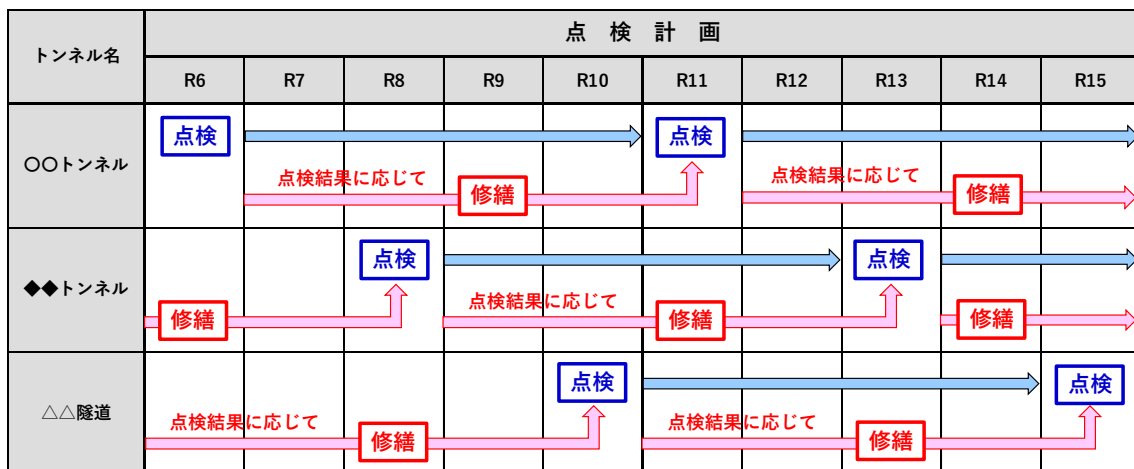 トンネル名
点 検 計 画
R6 R7 R8 R9 R10 R11 R12 R13 R14 R15
〇〇トンネル
点検 点検
点検結果に応じて 修繕 点検結果に応じて 修繕
◆◆トンネル
点検 点検
修繕 点検結果に応じて 修繕 修繕
△△隧道
点検 点検
点検結果に応じて 修繕 点検結果に応じて 修繕